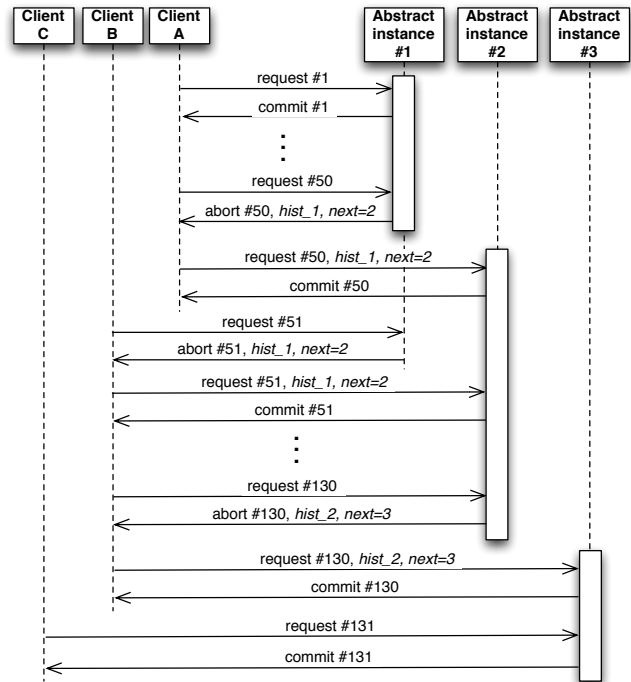 Client
C
Client
B
Client
A
Abstract
instance
#1
Abstract
instance
#2
Abstract
instance
#3
request #1
commit #1
request #50
abort #50, hist_1, next=2
request #50, hist_1, next=2
commit #50
request #51
abort #51, hist_1, next=2
request #51, hist_1, next=2
commit #51
request #130
abort #130, hist_2, next=3
request #130, hist_2, next=3
commit #130
request #131
commit #131